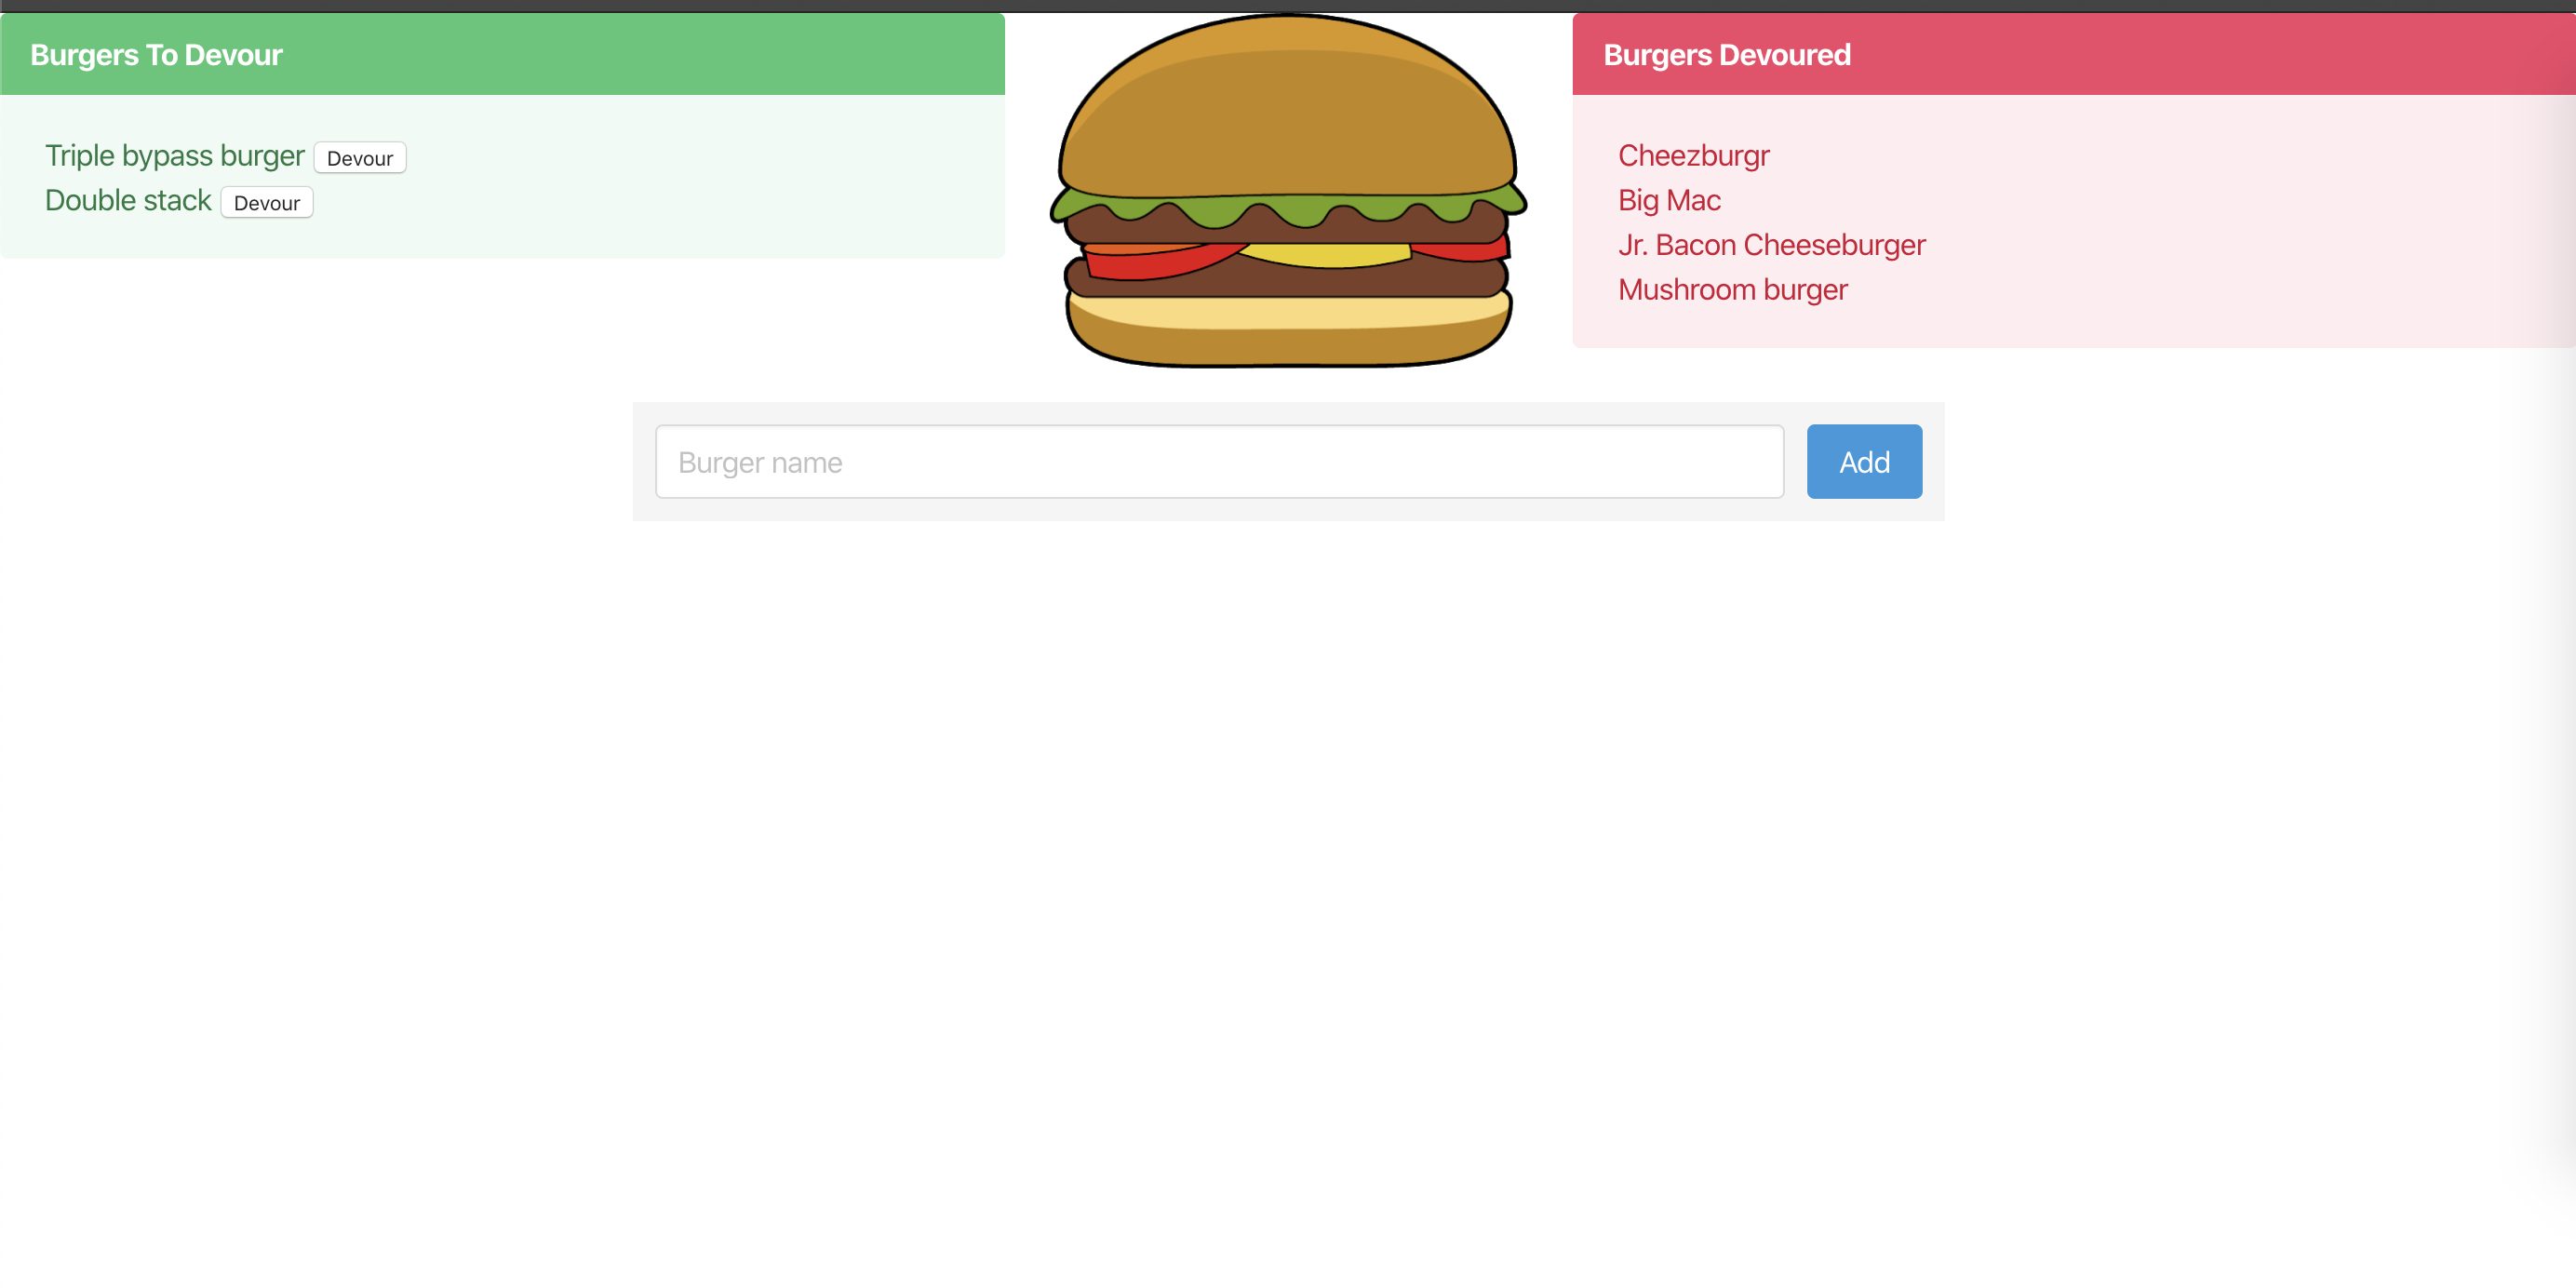 Burgers To Devour
Triple bypass burger Devour
Double stack Devour
Burgers Devoured
Cheezburgr
Big Mac
Jr. Bacon Cheeseburger
Mushroom burger
Burger name
Add